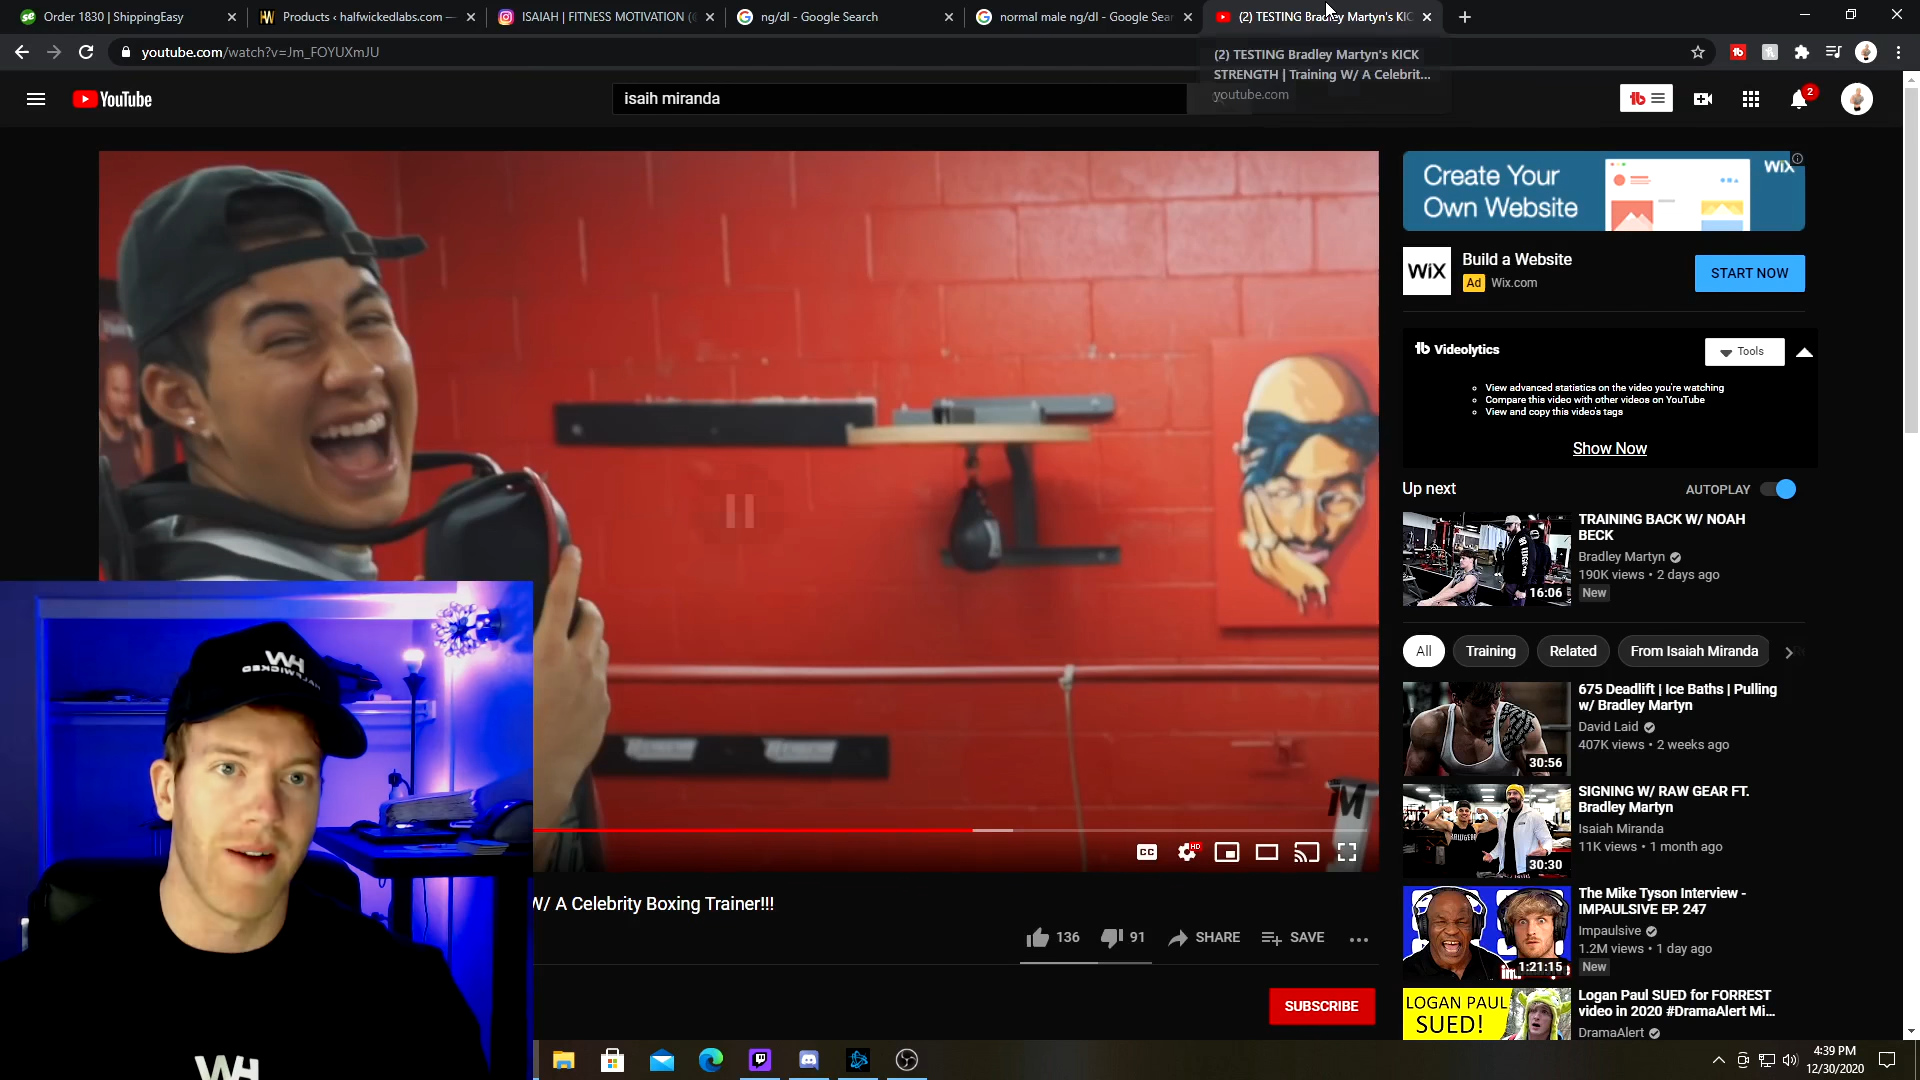 Order 1830 | ShippingEasy
Products ‹ halfwickedlabs.com —
ISAIAH | FITNESS MOTIVATION (
ng/dl - Google Search
normal male ng/dl - Google Sear
(2) TESTING Bradley Martyn's KIC
youtube.com/watch?v=Jm_FOYUXmJU
(2) TESTING Bradley Martyn's KICK
STRENGTH | Training W/ A Celebrit...
youtube.com
YouTube
isaih miranda
2
Create Your
Own Website
WiX
WiX
Build a Website
Ad Wix.com
START NOW
Videolytics
Tools
View advanced statistics on the video you're watching
Compare this video with other videos on YouTube
View and copy this video's tags
Show Now
Up next
AUTOPLAY
TRAINING BACK W/ NOAH
BECK
Bradley Martyn
190K views • 2 days ago
New
16:06
All
Training
Related
From Isaiah Miranda
675 Deadlift | Ice Baths | Pulling
w/ Bradley Martyn
David Laid
407K views • 2 weeks ago
30:56
SIGNING W/ RAW GEAR FT.
Bradley Martyn
Isaiah Miranda
11K views • 1 month ago
30:30
The Mike Tyson Interview -
IMPAULSIVE EP. 247
Impaulsive
1.2M views • 1 day ago
New
1:21:15
LOGAN PAUL
SUED!
Logan Paul SUED for FORREST
video in 2020 #DramaAlert Mi...
DramaAlert
CC
HD
W/ A Celebrity Boxing Trainer!!!
136
91
SHARE
SAVE
SUBSCRIBE
WH
HALFWICKED
WH
4:39 PM
12/30/2020